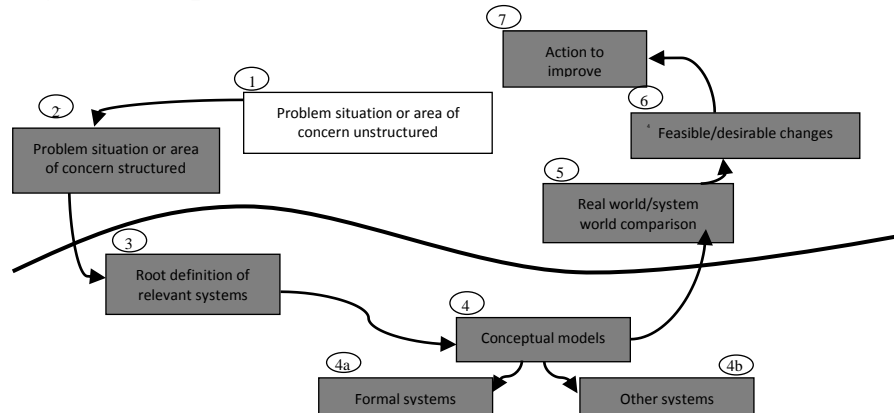 1
Problem situation or area of
concern unstructured
2
Problem situation or area
of concern structured
3
Root definition of
relevant systems
4
Conceptual models
4a
Formal systems
4b
Other systems
5
Real world/system
world comparison
6
Feasible/desirable changes
7
Action to
improve